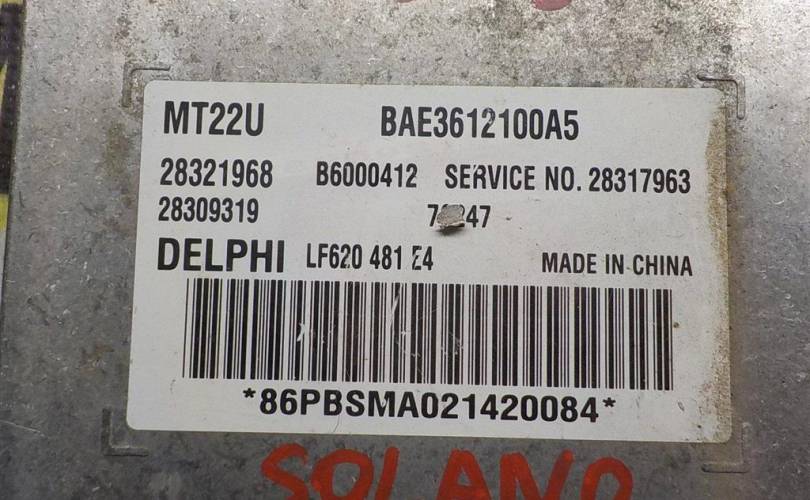 MT22U BAE3612100A5
28321968 B6000412 SERVICE NO. 28317963
28309319
DELPHI LF620 481 E4 MADE IN CHINA
*86PBSMA021420084*
SOLANO